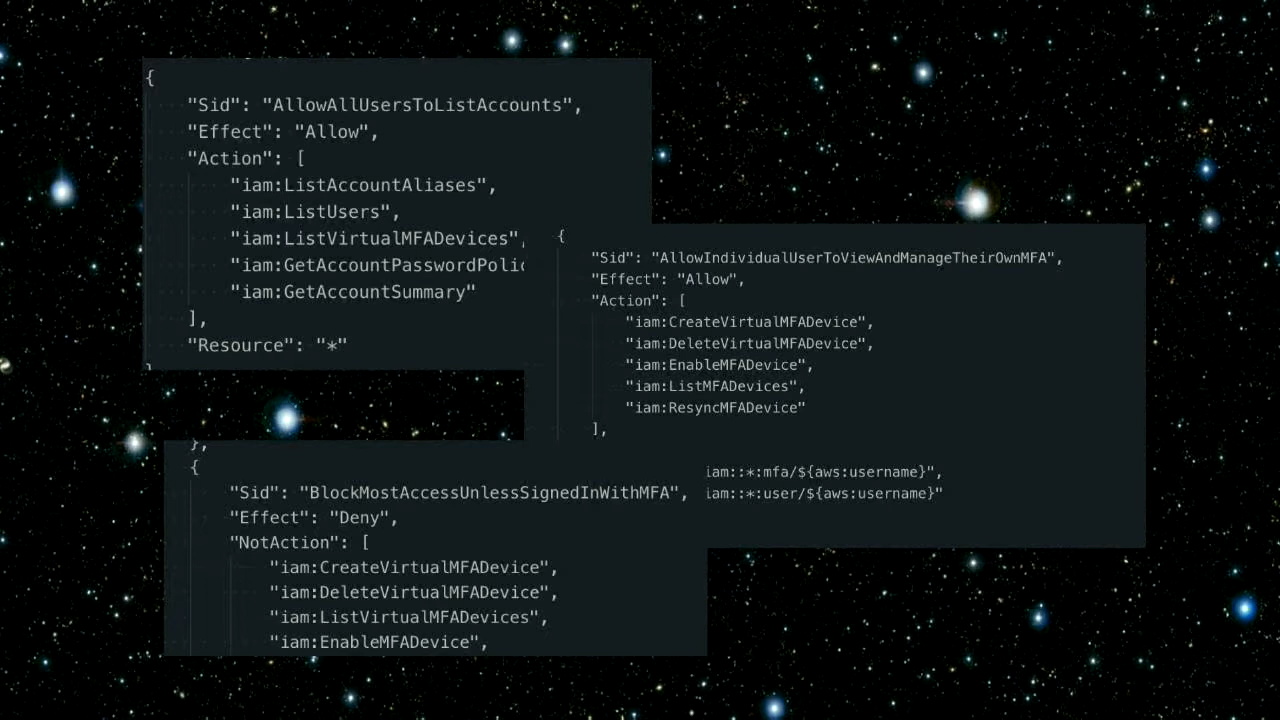 {
"Sid": "AllowAllUsersToListAccounts",
"Effect": "Allow",
"Action": [
"iam:ListAccountAliases",
"iam:ListUsers",
"iam:ListVirtualMFADevices",
"iam:GetAccountPasswordPolic
"iam:GetAccountSummary"
],
"Resource": "*"
{
"Sid": "AllowIndividualUserToViewAndManageTheirOwnMFA",
"Effect": "Allow",
"Action": [
"iam:CreateVirtualMFADevice",
"iam:DeleteVirtualMFADevice",
"iam:EnableMFADevice",
"iam:ListMFADevices",
"iam:ResyncMFADevice"
],
iam::*:mfa/${aws:username}",
iam::*:user/${aws:username}"
},
{
"Sid": "BlockMostAccessUnlessSignedInWithMFA",
"Effect": "Deny",
"NotAction": [
"iam:CreateVirtualMFADevice",
"iam:DeleteVirtualMFADevice",
"iam:ListVirtualMFADevices",
"iam:EnableMFADevice",